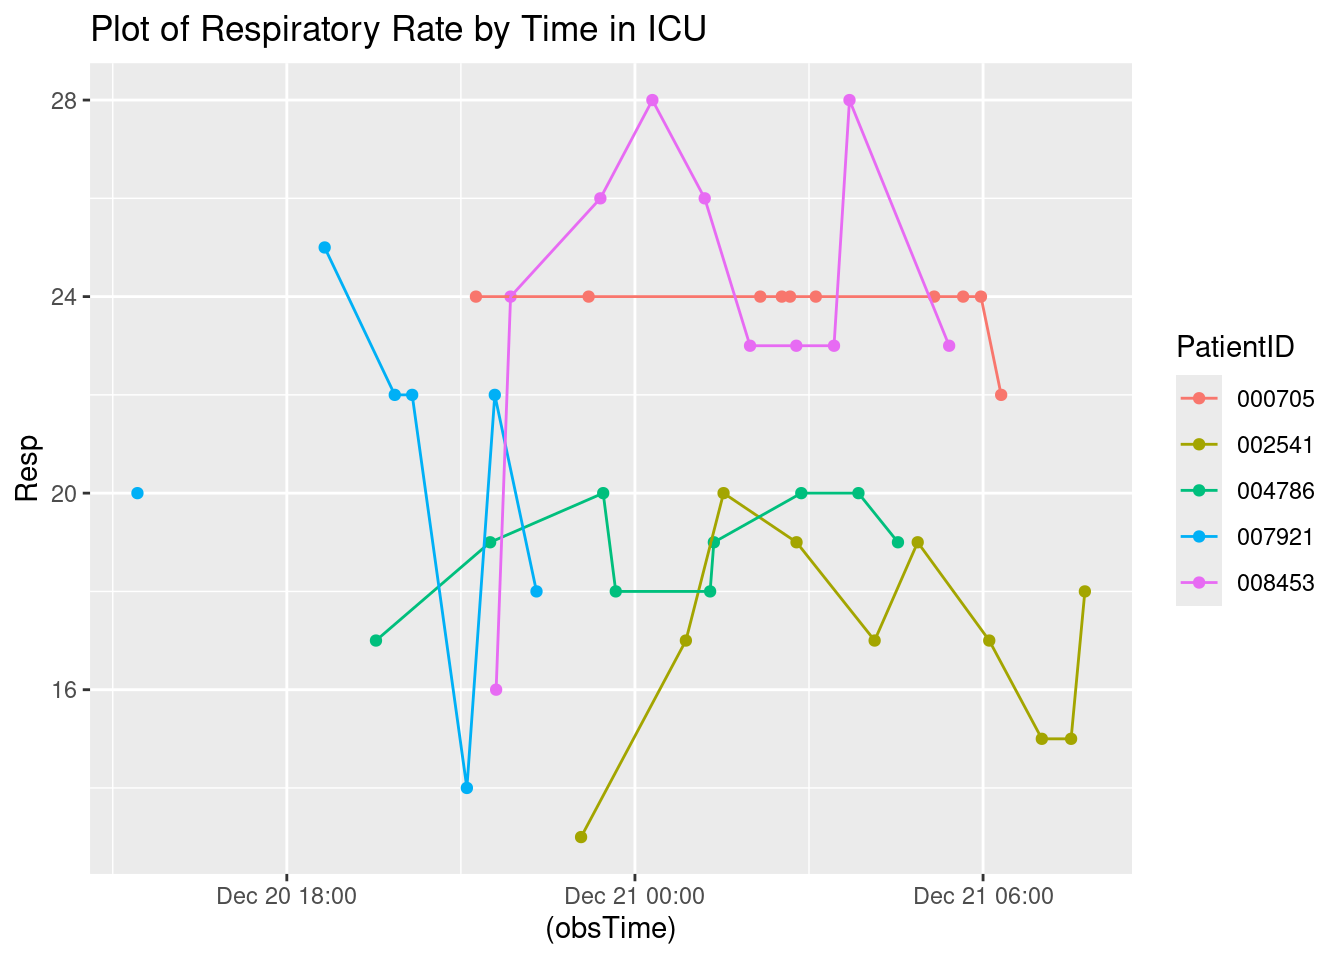 Plot of Respiratory Rate by Time in ICU
28
24
20
16
Resp
Dec 20 18:00
Dec 21 00:00
Dec 21 06:00
(obsTime)
PatientID
000705
002541
004786
007921
008453